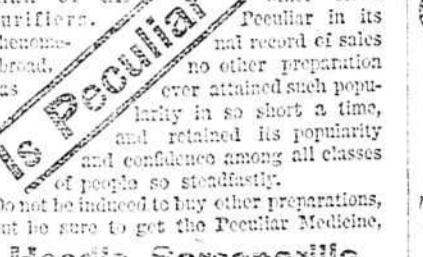 urifiers. Peculiar in its
nal record of sales
broad, no other preparation
Is Peculiar
ever attained such popu-
larity in so short a time,
and retained its popularity
and confidence among all classes
of people so steadfastly.
Do not be induced to buy other preparations,
but be sure to get the Peculiar Medicine,